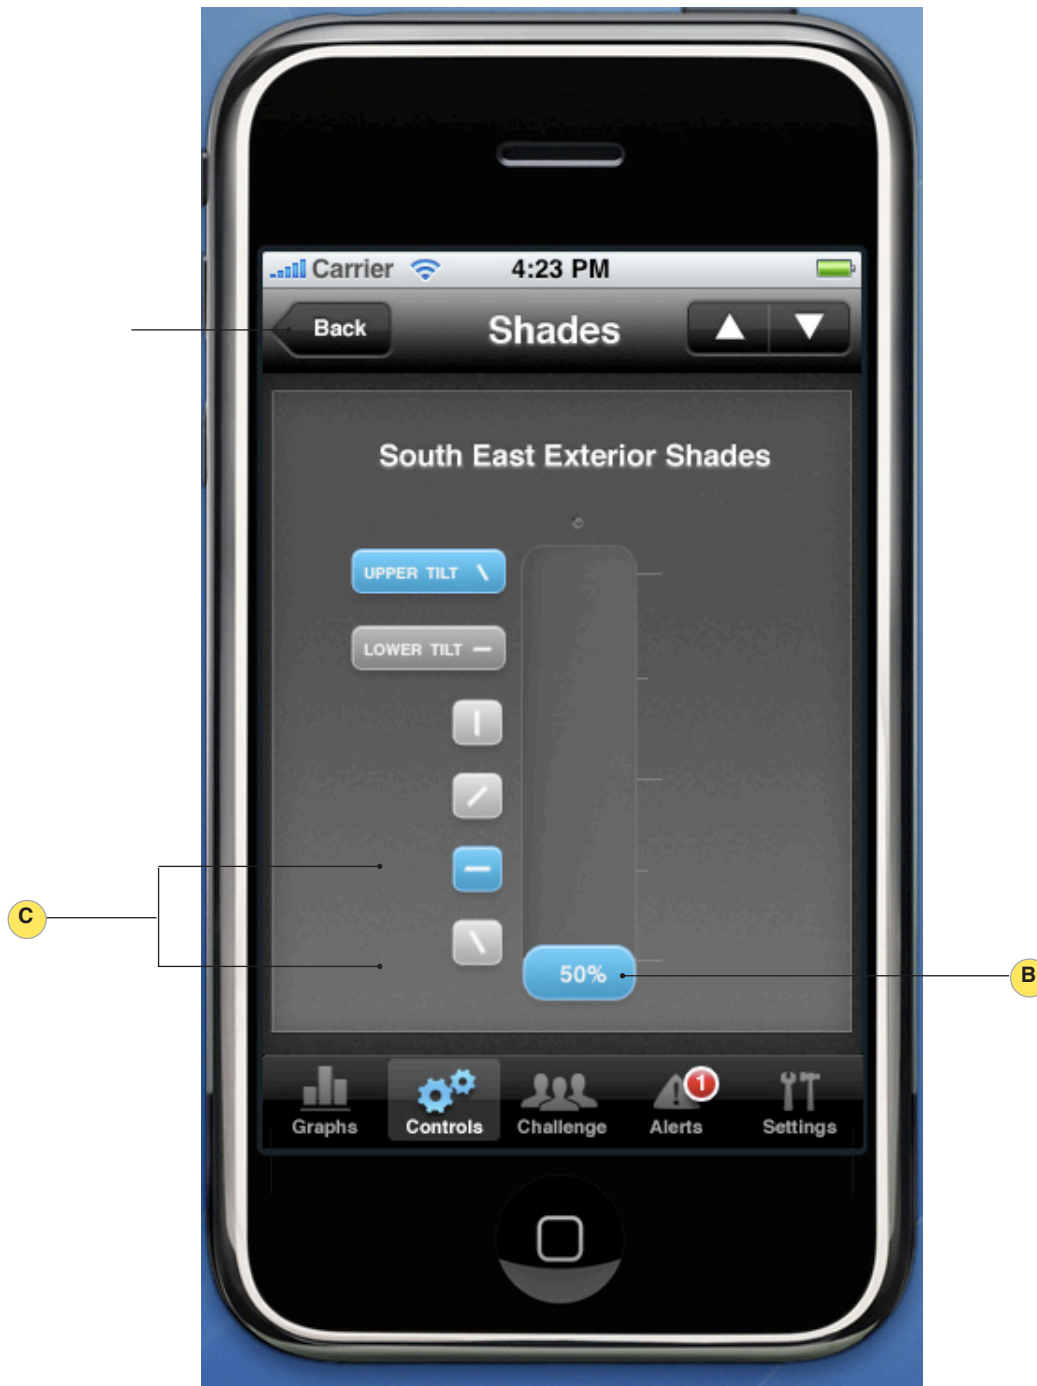 Carrier 4:23 PM
Back Shades
South East Exterior Shades
UPPER TILT
LOWER TILT
C
50% B
1
Graphs Controls Challenge Alerts Settings